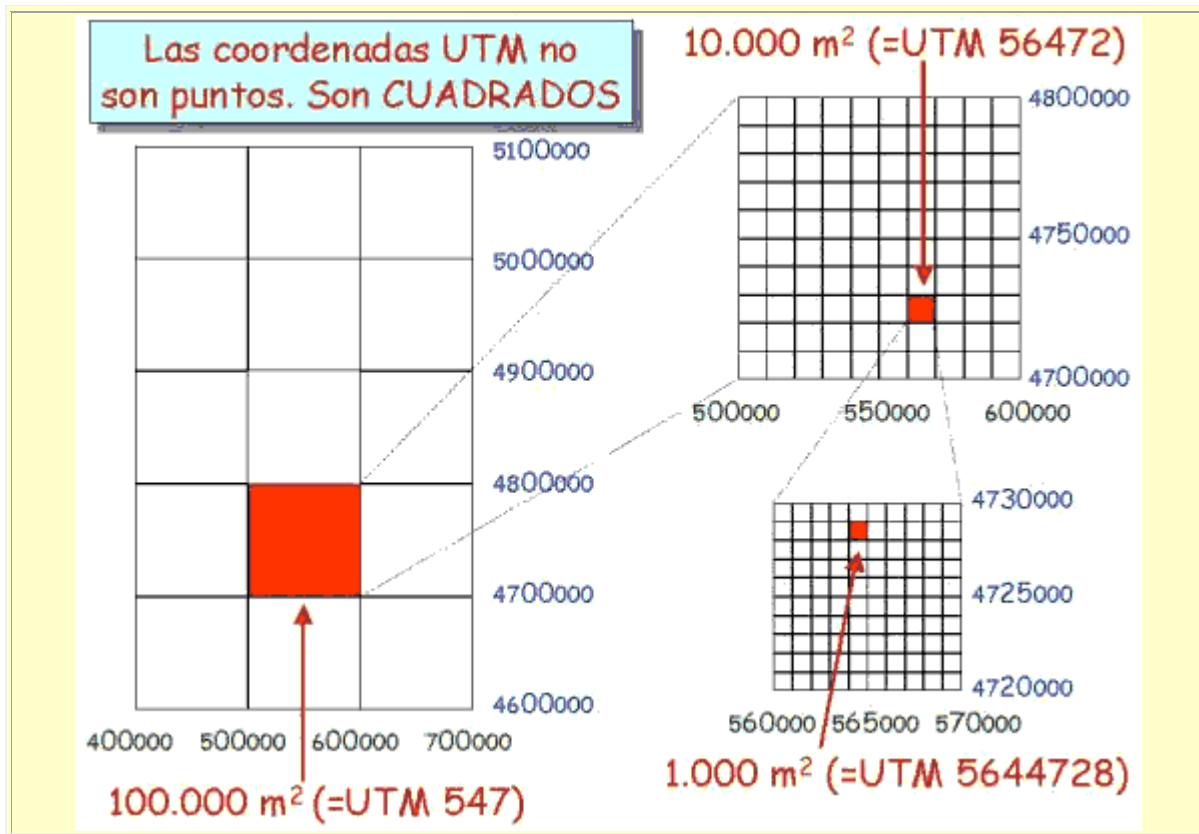 Las coordenadas UTM no
son puntos. Son CUADRADOS
5100000
5000000
4900000
4800000
4700000
4600000
400000 500000 600000 700000
100.000 m² (=UTM 547)
10.000 m² (=UTM 56472)
4800000
4750000
4700000
500000 550000 600000
4730000
4725000
4720000
560000 565000 570000
1.000 m² (=UTM 5644728)